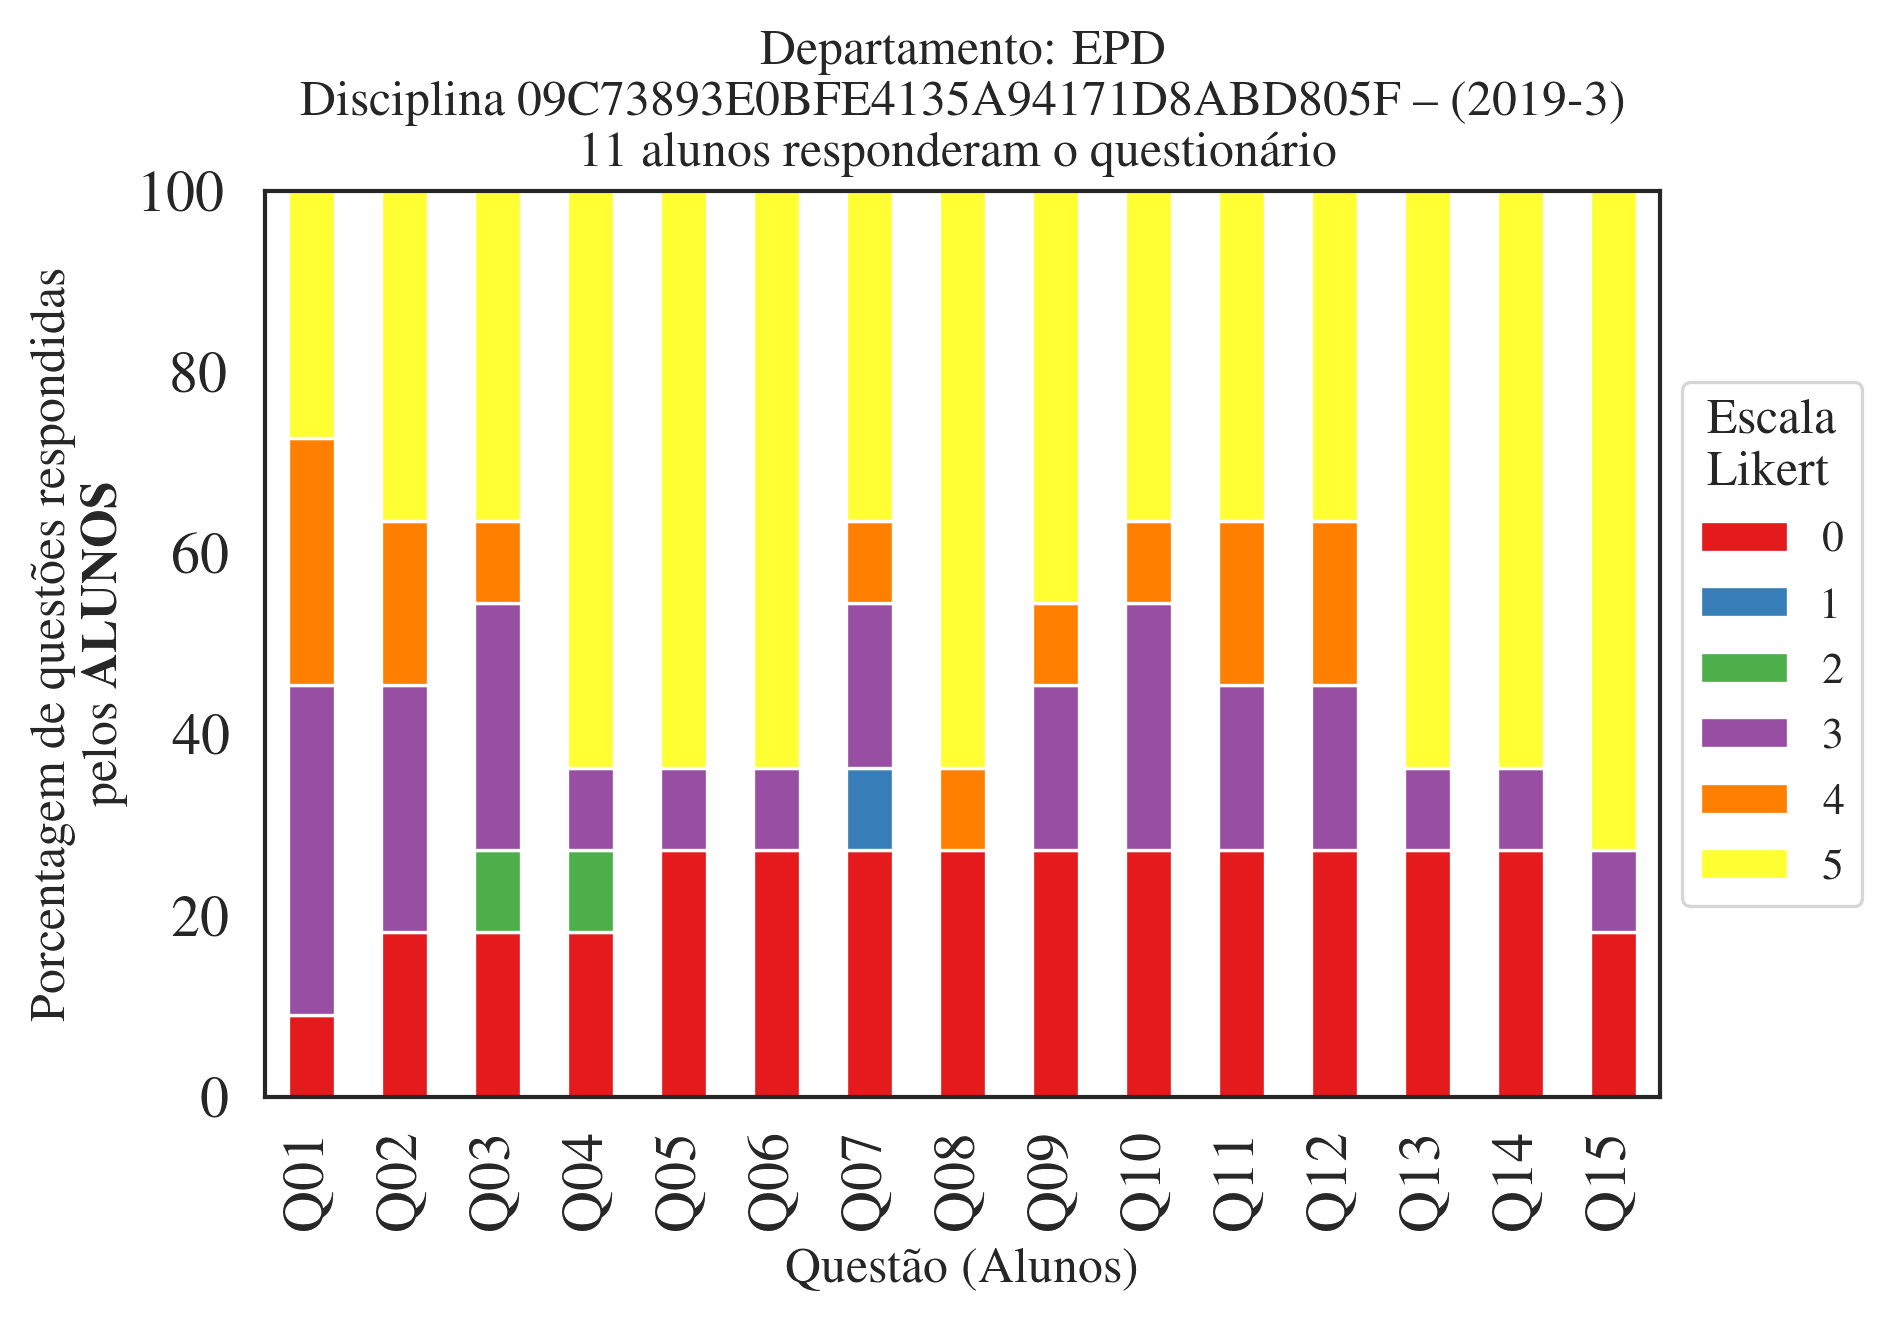 Departamento: EPD
Disciplina 09C73893E0BFE4135A94171D8ABD805F – (2019-3)
11 alunos responderam o questionário
Porcentagem de questões respondidas
pelos ALUNOS
100
80
60
40
20
0
Q01
Q02
Q03
Q04
Q05
Q06
Q07
Q08
Q09
Q10
Q11
Q12
Q13
Q14
Q15
Questão (Alunos)
Escala
Likert
0
1
2
3
4
5